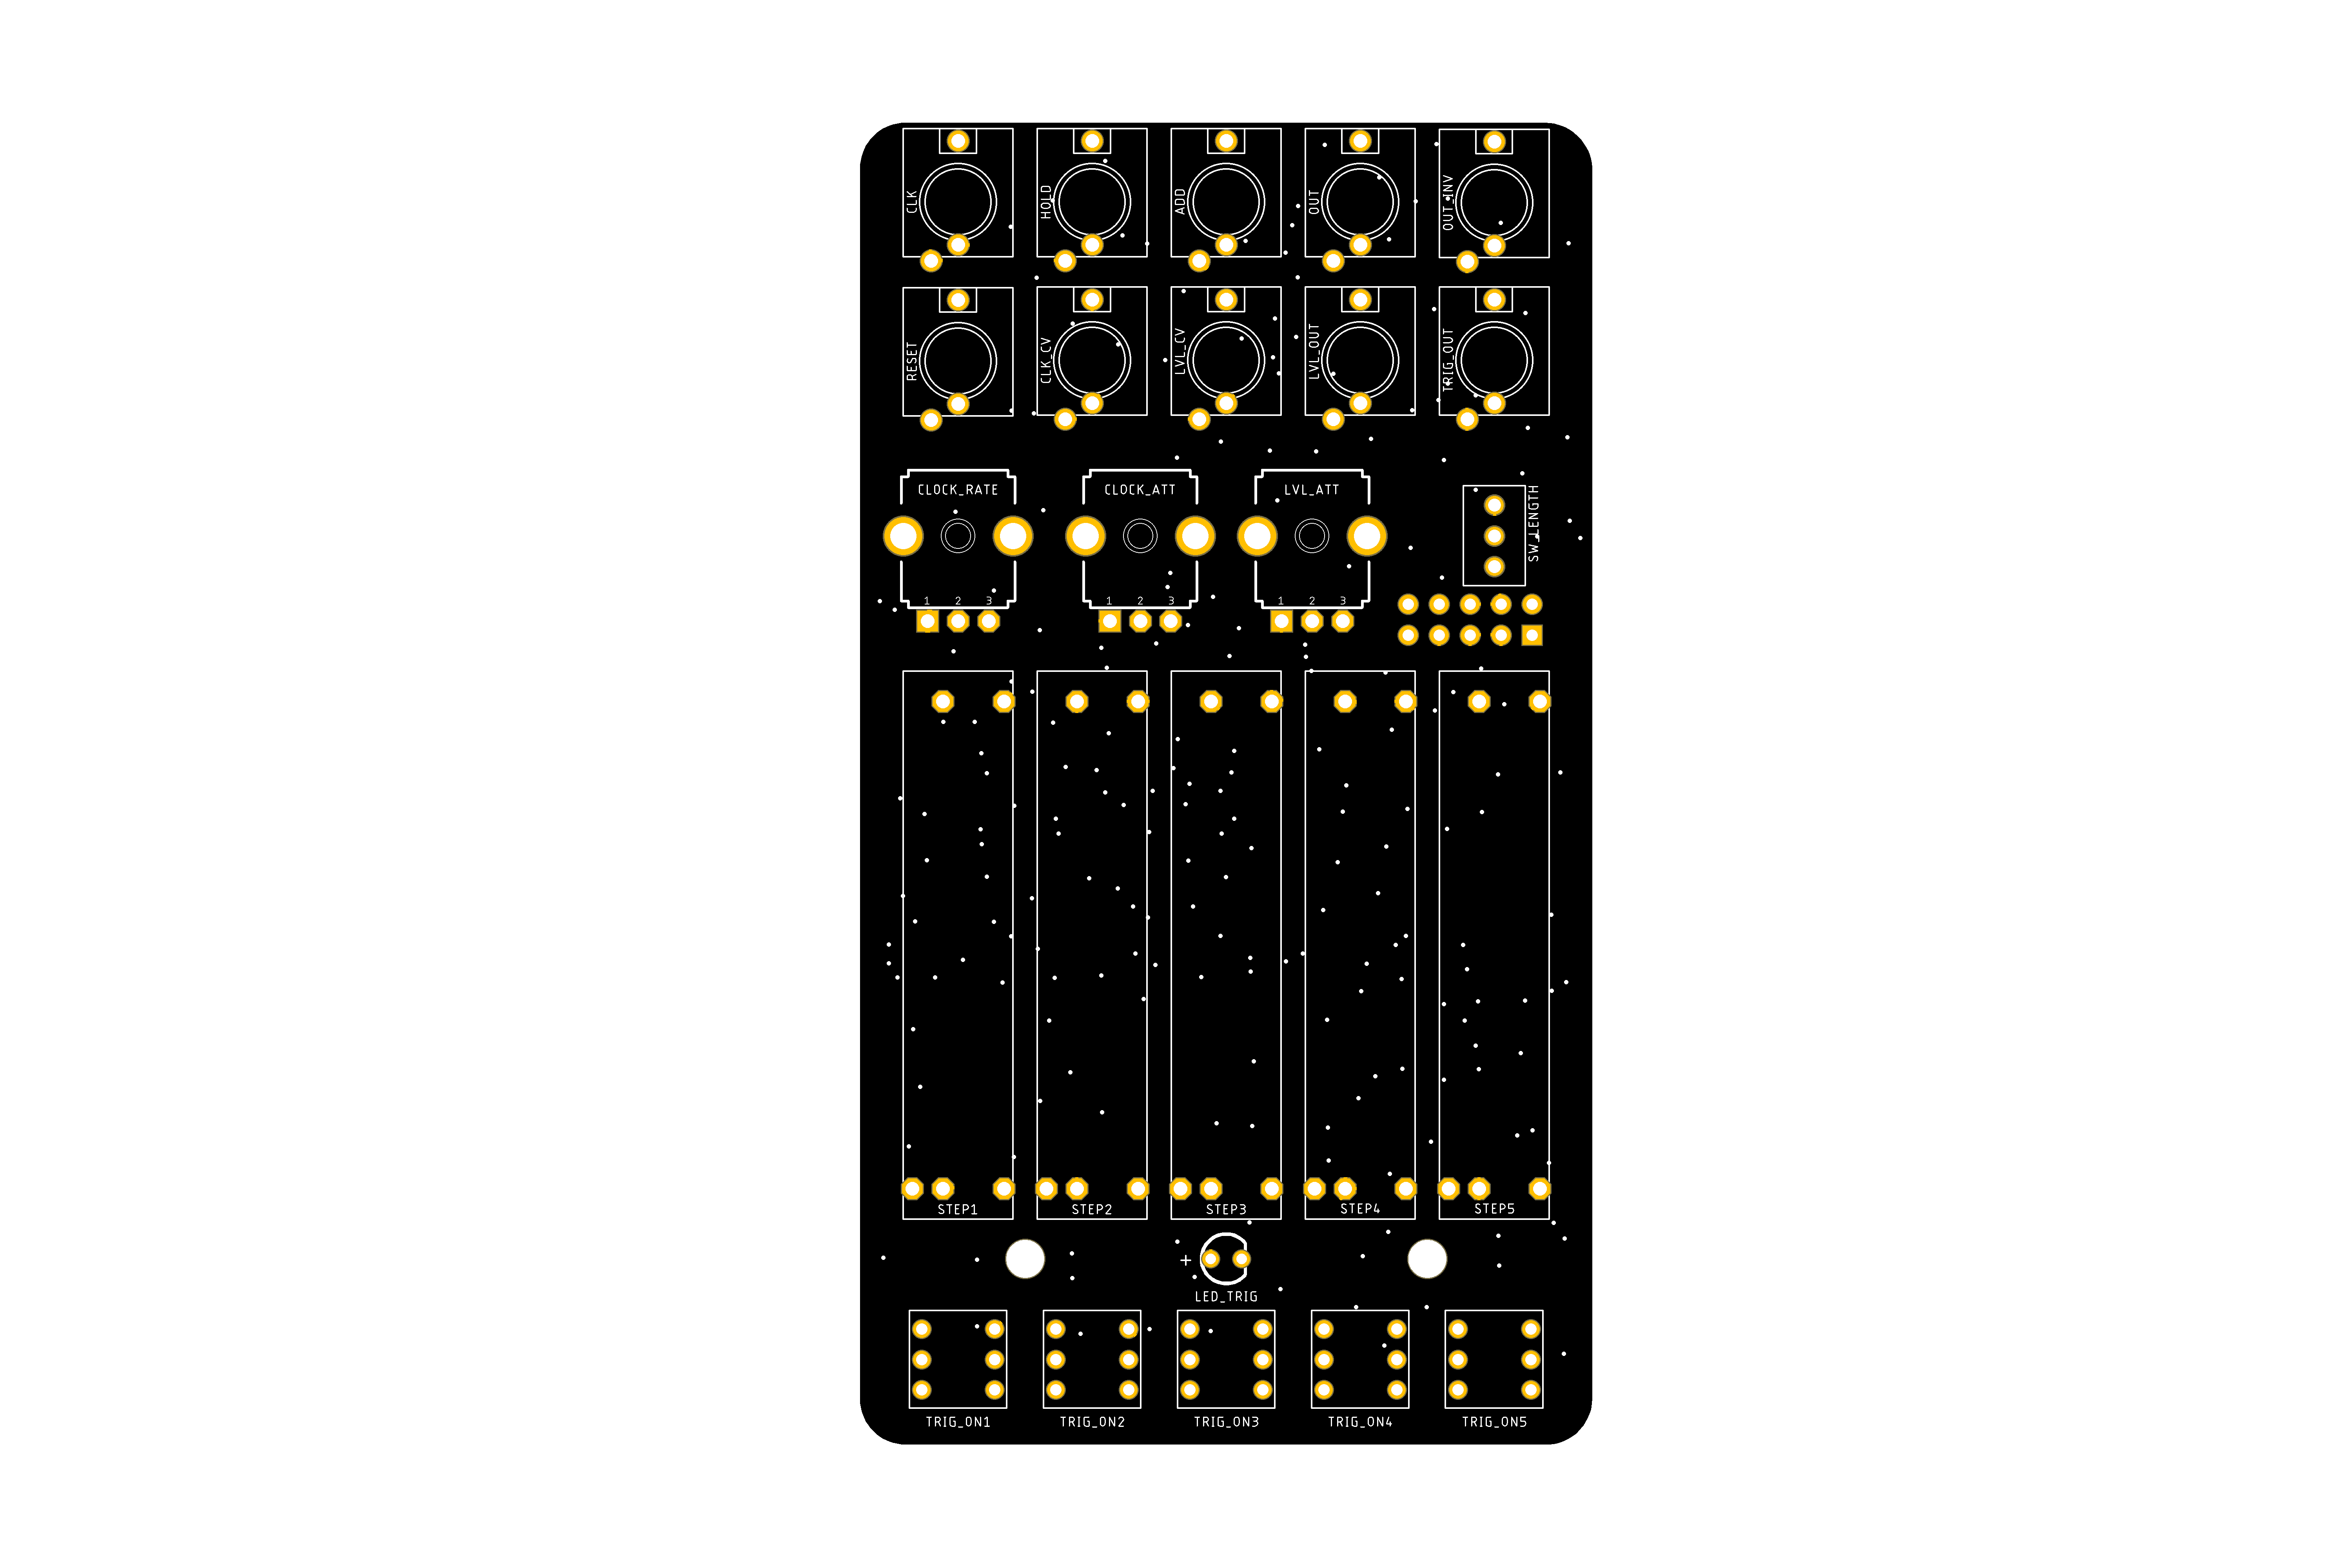 CLK HOLD ADD OUT OUT_INV
RESET CLK_CV LVL_CV LVL_OUT TRIG_OUT
CLOCK_RATE CLOCK_ATT LVL_ATT SW_LENGTH
1 2 3 1 2 3 1 2 3
STEP1 STEP2 STEP3 STEP4 STEP5
+
LED_TRIG
TRIG_ON1 TRIG_ON2 TRIG_ON3 TRIG_ON4 TRIG_ON5